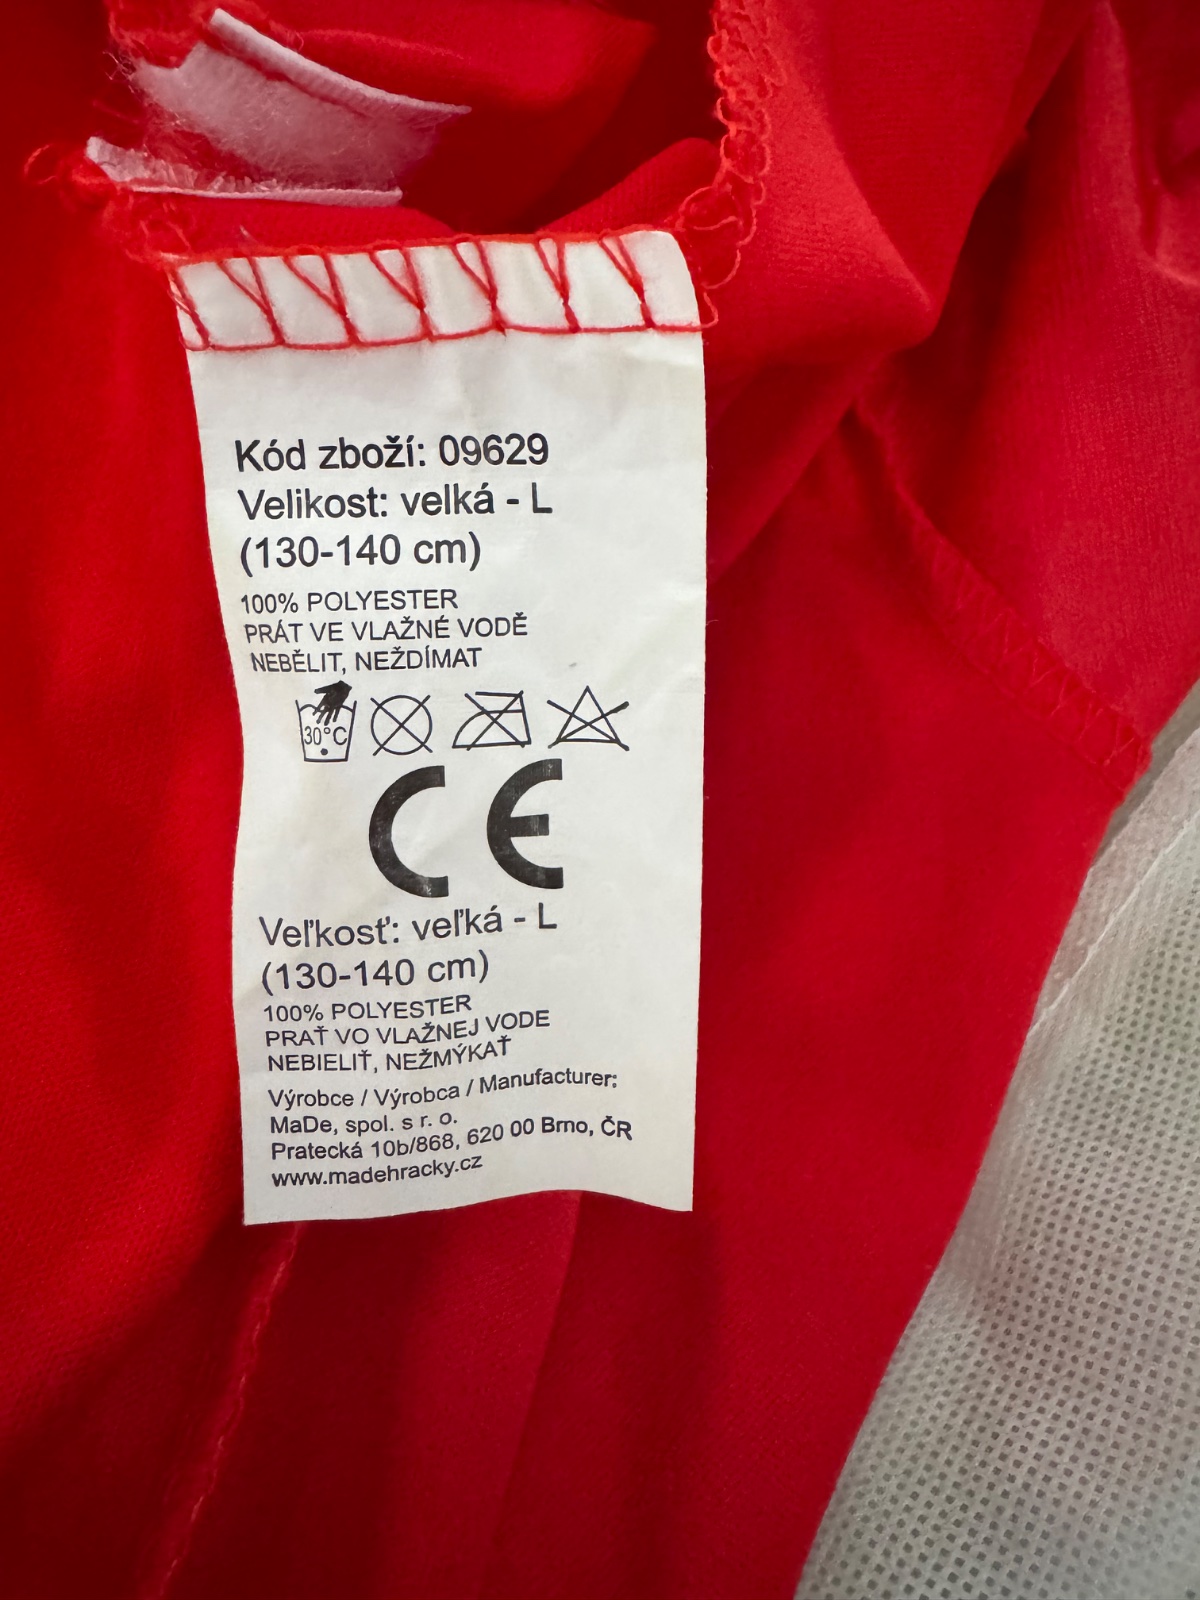 Kód zboží: 09629
Velikost: velká - L
(130-140 cm)
100% POLYESTER
PRÁT VE VLAŽNÉ VODĚ
NEBĚLIT, NEŽDÍMAT
30°C
CE
Veľkosť: veľká - L
(130-140 cm)
100% POLYESTER
PRAŤ VO VLAŽNEJ VODE
NEBIELIŤ, NEŽMÝKAŤ
Výrobce / Výrobca / Manufacturer:
MaDe, spol. s r. o.
Pratecká 10b/868, 620 00 Brno, ČR
www.madehracky.cz